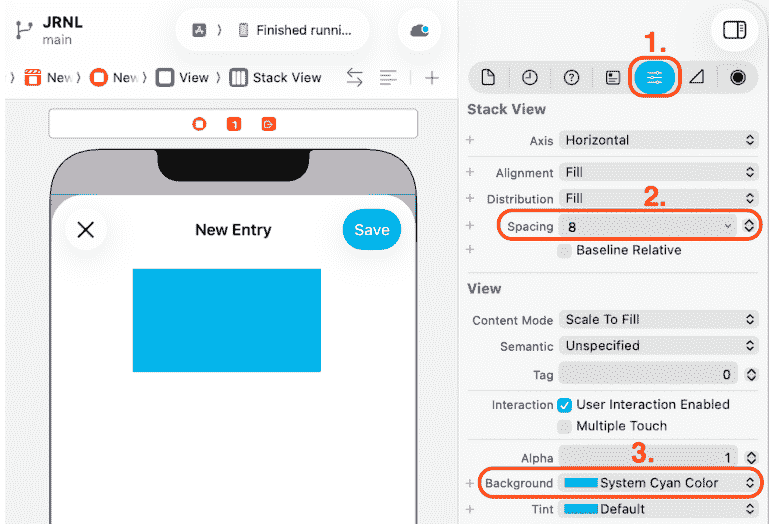 JRNL
main
Finished runni...
New
New
View
Stack View
1.
New Entry
Save
Stack View
Axis Horizontal
Alignment Fill
Distribution Fill
2.
Spacing 8
Baseline Relative
View
Content Mode Scale To Fill
Semantic Unspecified
Tag 0
Interaction User Interaction Enabled
Multiple Touch
Alpha 1
3.
Background System Cyan Color
Tint Default